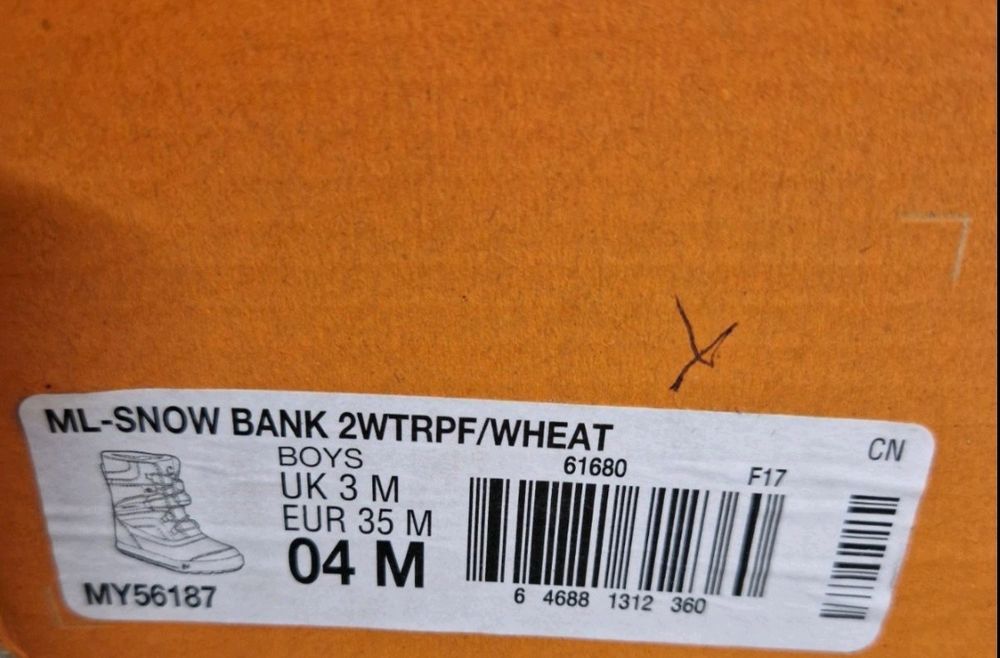 ML-SNOW BANK 2WTRPF/WHEAT
CN
BOYS
61680
F17
UK 3 M
EUR 35 M
04 M
MY56187
6 4688 1312 360